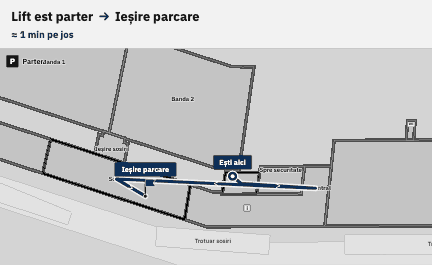 Lift est parter → Ieșire parcare
≈ 1 min pe jos
P Parter Banda 1
Banda 2
Ieșire sosiri
Ieșire parcare
Ești aici
Spre securitate
i
Trotuar sosiri